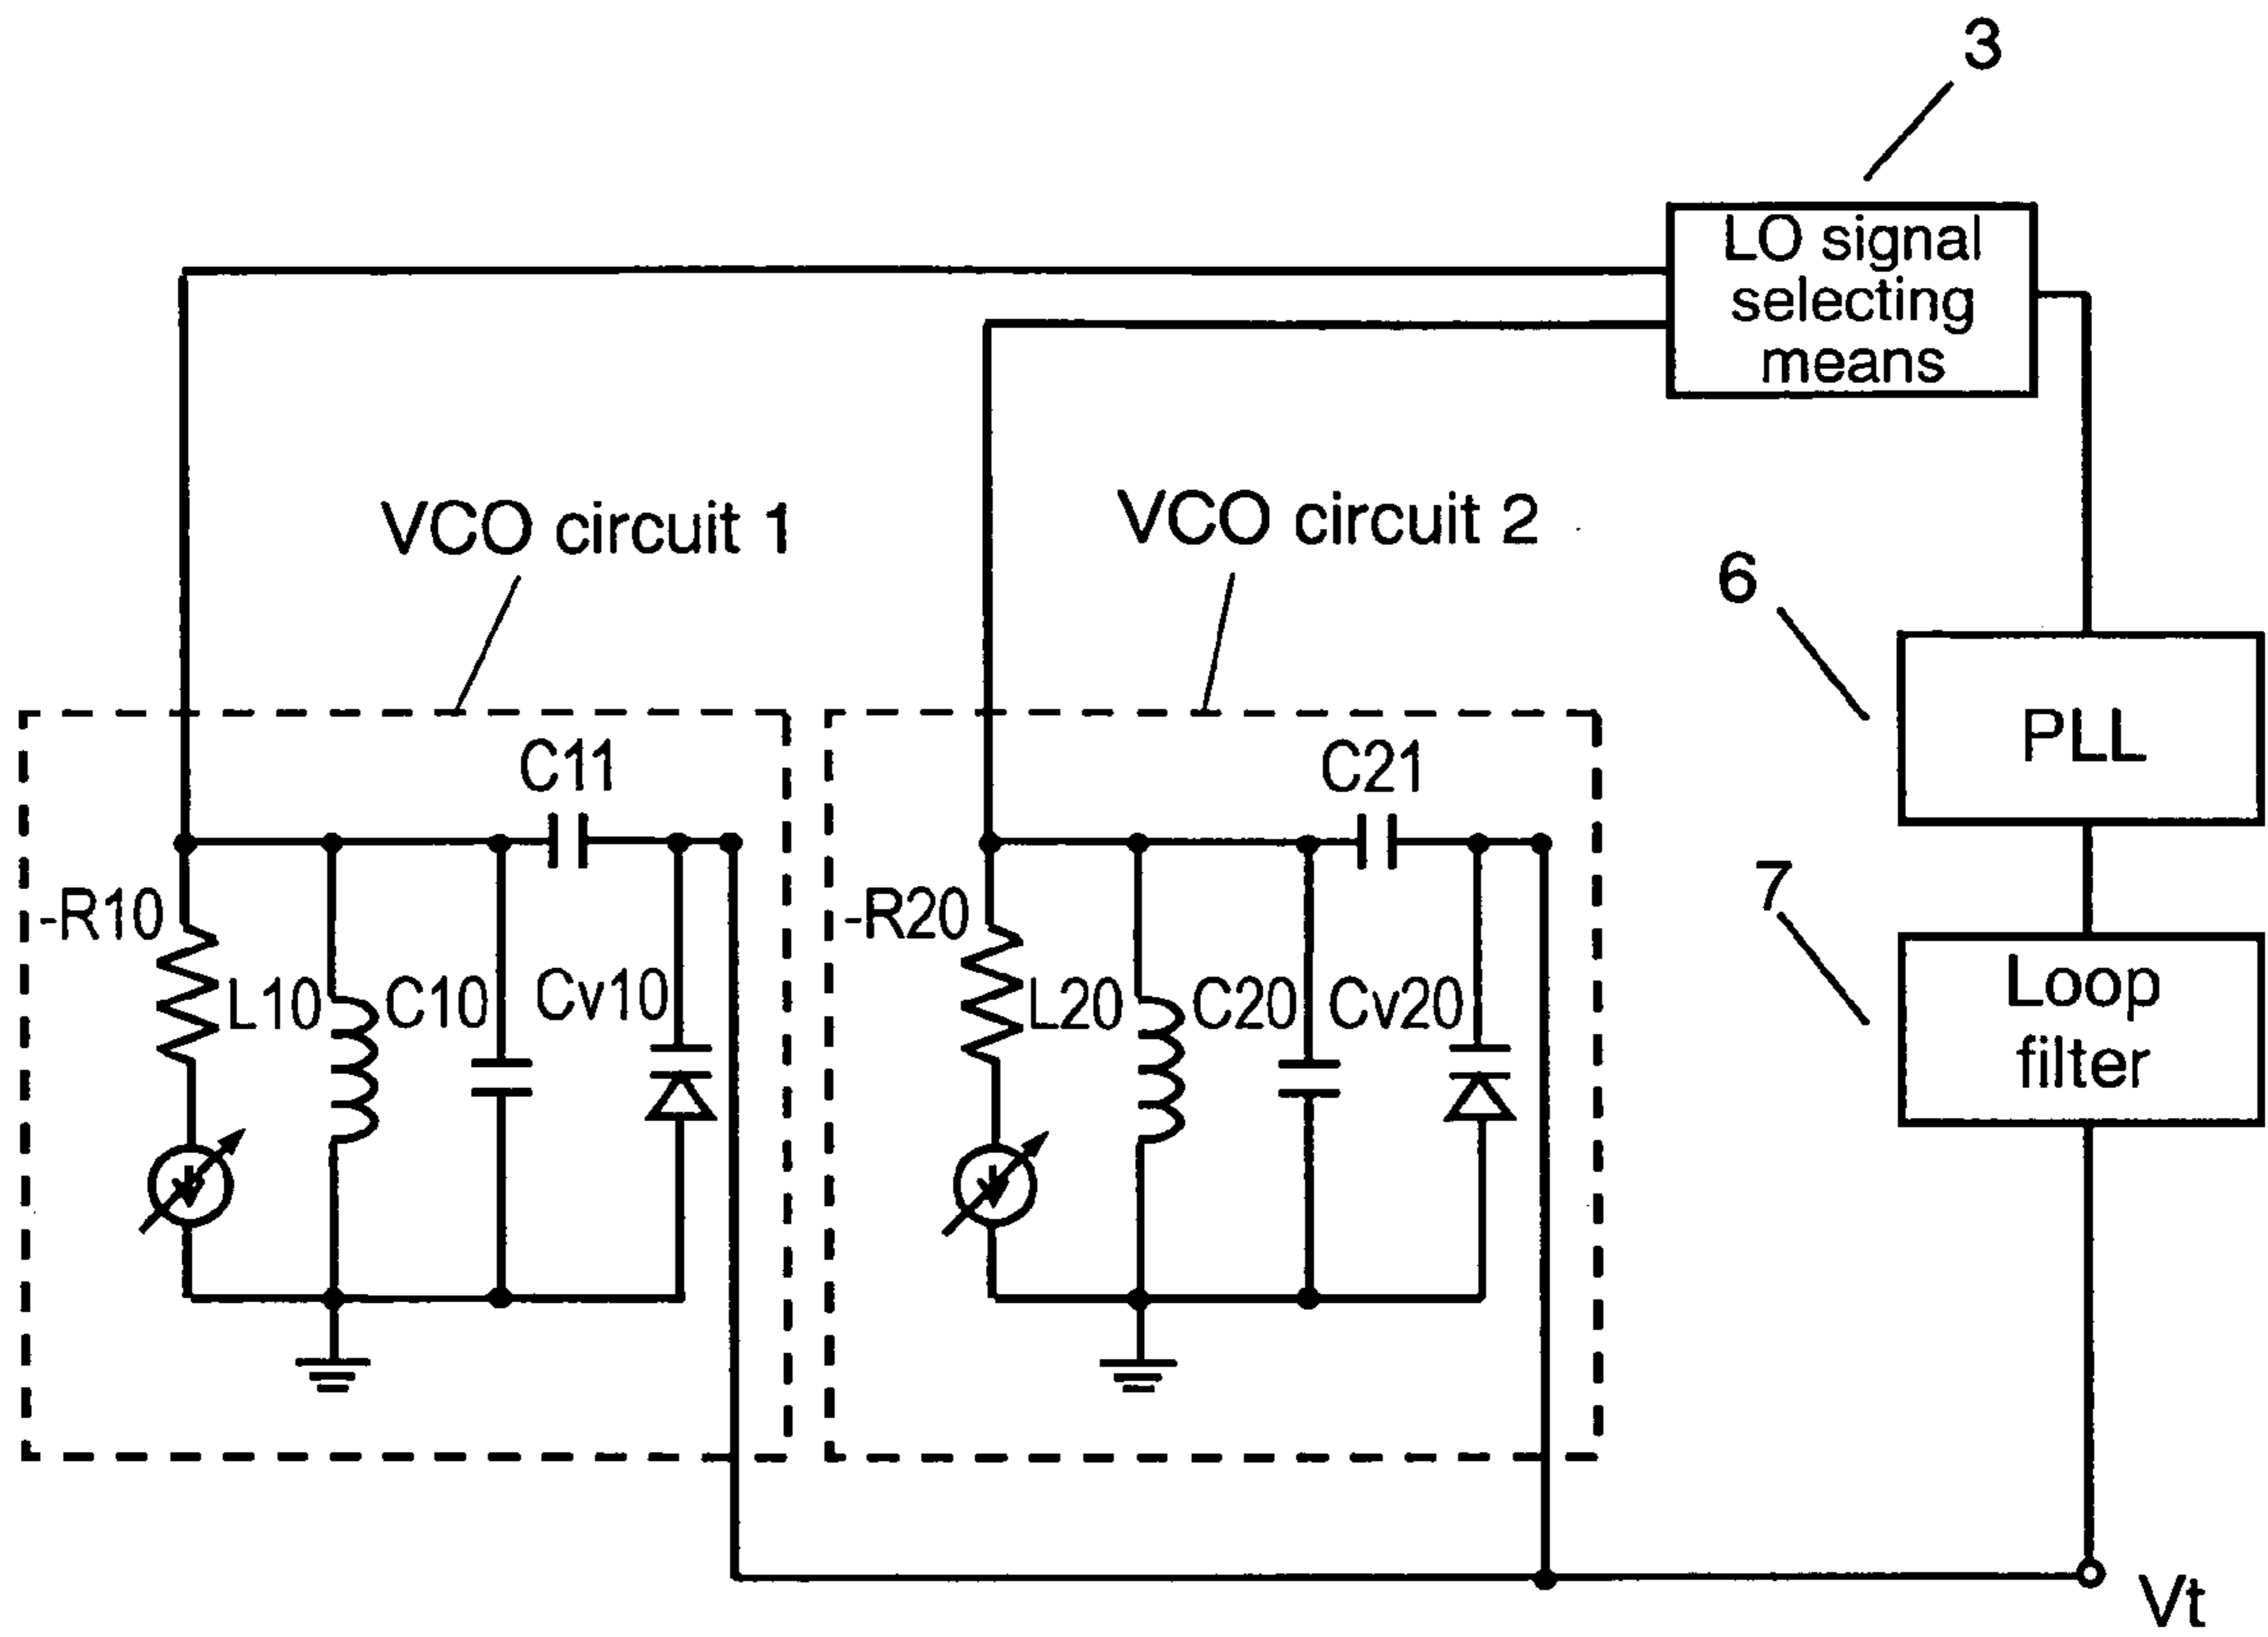 3
LO signal
selecting
means
VCO circuit 1
VCO circuit 2
6
PLL
C11
C21
7
-R10
-R20
L10
C10
Cv10
L20
C20
Cv20
Loop
filter
Vt